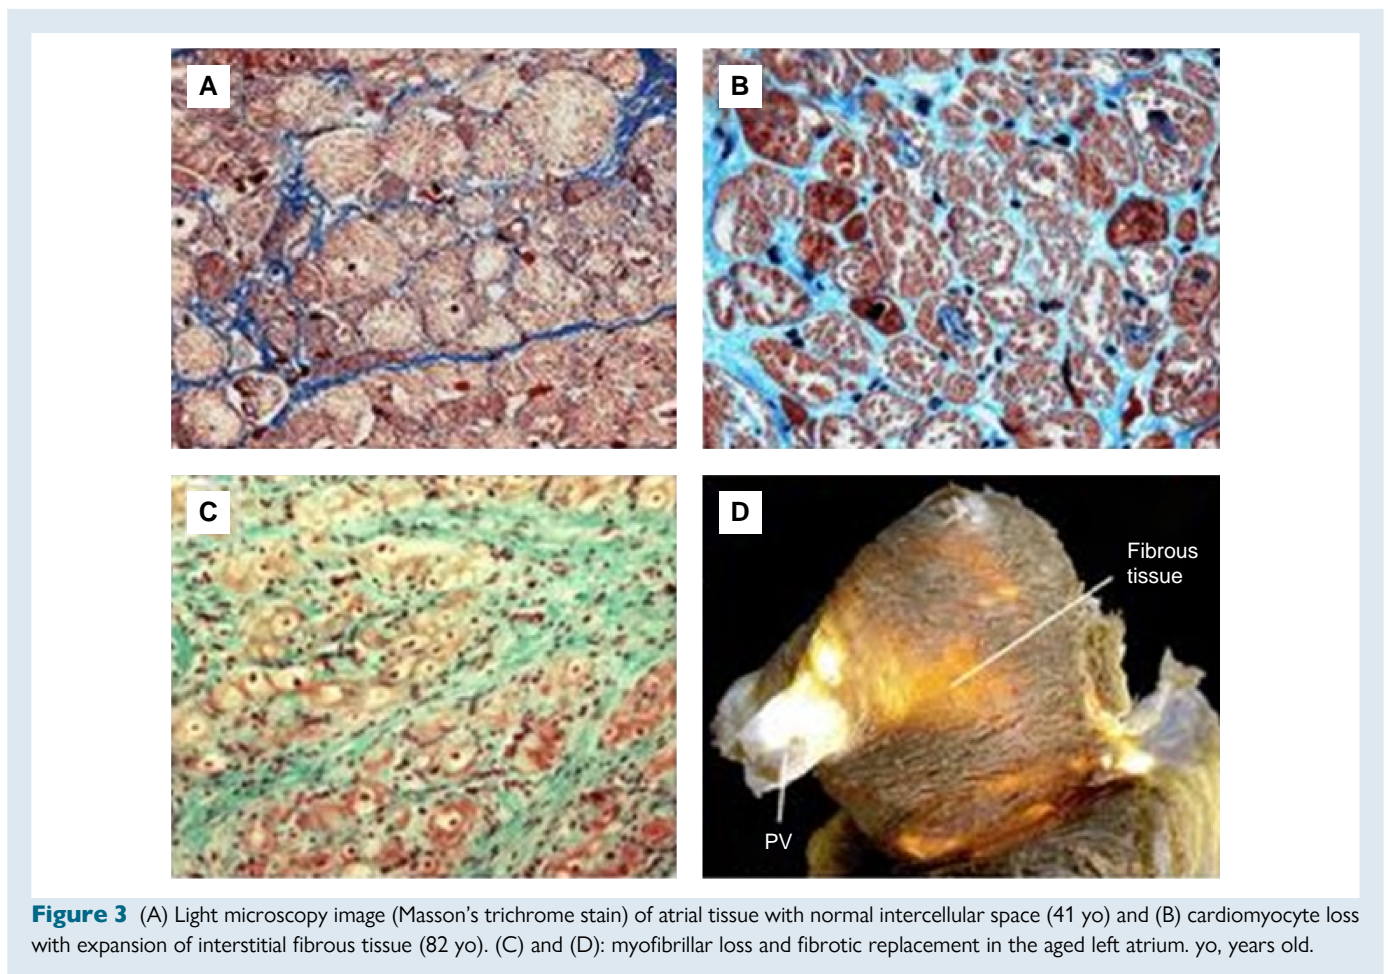 A
B
C
D
Fibrous
tissue
PV
Figure 3 (A) Light microscopy image (Masson's trichrome stain) of atrial tissue with normal intercellular space (41 yo) and (B) cardiomyocyte loss
with expansion of interstitial fibrous tissue (82 yo). (C) and (D): myofibrillar loss and fibrotic replacement in the aged left atrium. yo, years old.